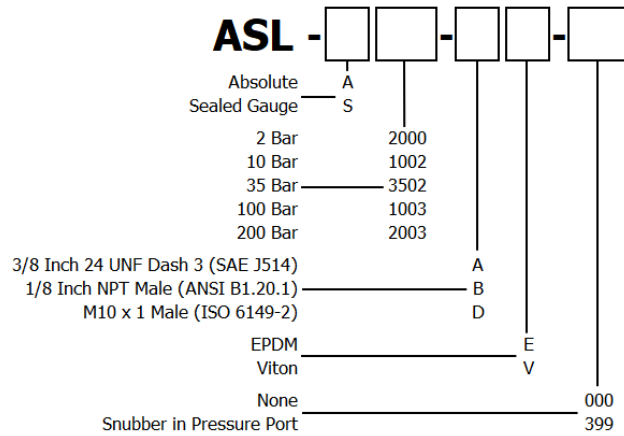 ASL - -  -
Absolute A
Sealed Gauge S
2 Bar 2000
10 Bar 1002
35 Bar 3502
100 Bar 1003
200 Bar 2003
3/8 Inch 24 UNF Dash 3 (SAE J514) A
1/8 Inch NPT Male (ANSI B1.20.1) B
M10 x 1 Male (ISO 6149-2) D
EPDM E
Viton V
None 000
Snubber in Pressure Port 399